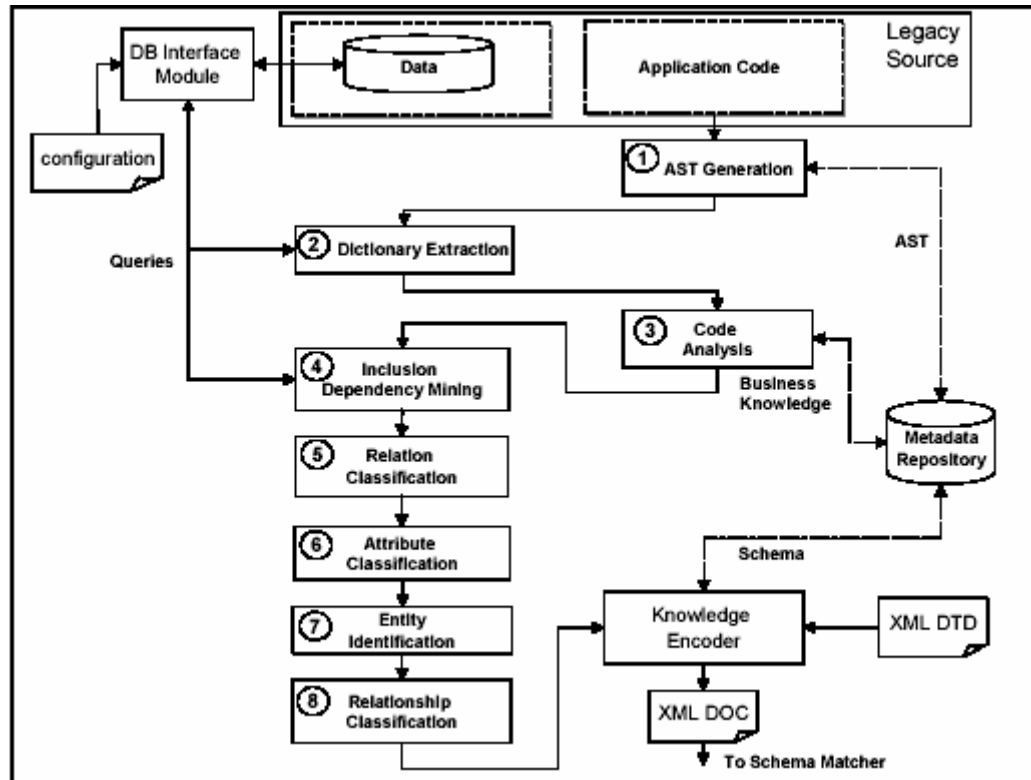 Legacy
Source
DB Interface
Module
Data
Application Code
configuration
1
AST Generation
AST
2
Dictionary Extraction
Queries
3
Code
Analysis
4
Inclusion
Dependency Mining
Business
Knowledge
Metadata
Repository
5
Relation
Classification
6
Attribute
Classification
Schema
7
Entity
Identification
Knowledge
Encoder
XML DTD
8
Relationship
Classification
XML DOC
To Schema Matcher